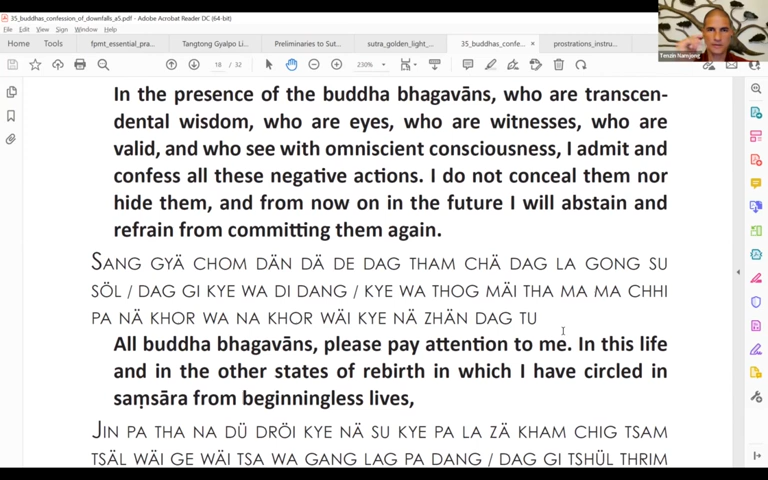 35_buddhas_confession_of_downfalls_a5.pdf - Adobe Acrobat Reader DC (64-bit)
File Edit View Sign Window Help
Home Tools fpmt_essential_pra... Tangtong Gyalpo Li... Preliminaries to Sut... sutra_golden_light_... 35_buddhas_confe... × prostrations_instru...
18 / 32 230%
Tenzin Namjong
In the presence of the buddha bhagavāns, who are transcen-
dental wisdom, who are eyes, who are witnesses, who are
valid, and who see with omniscient consciousness, I admit and
confess all these negative actions. I do not conceal them nor
hide them, and from now on in the future I will abstain and
refrain from committing them again.
SANG GYÄ CHOM DÄN DÄ DE DAG THAM CHÄ DAG LA GONG SU
SÖL / DAG GI KYE WA DI DANG / KYE WA THOG MÄI THA MA MA CHHI
PA NÄ KHOR WA NA KHOR WÄI KYE NÄ ZHÄN DAG TU
All buddha bhagavāns, please pay attention to me. In this life
and in the other states of rebirth in which I have circled in
saṃsāra from beginningless lives,
JIN PA THA NA DÜ DRÖI KYE NÄ SU KYE PA LA ZÄ KHAM CHIG TSAM
TSÄL WÄI GE WÄI TSA WA GANG LAG PA DANG / DAG GI TSHÜL THRIM